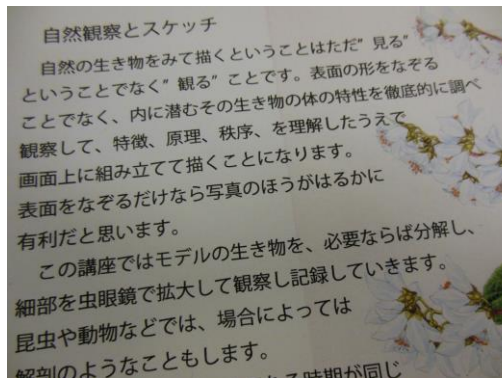 自然観察とスケッチ
自然の生き物をみて描くということはただ”見る”
ということでなく”観る”ことです。表面の形をなぞる
ことでなく、内に潜むその生き物の体の特性を徹底的に調べ
観察して、特徴、原理、秩序、を理解したうえで
画面上に組み立てて描くことになります。
表面をなぞるだけなら写真のほうがはるかに
有利だと思います。
この講座ではモデルの生き物を、必要ならば分解し、
細部を虫眼鏡で拡大して観察し記録していきます。
昆虫や動物などでは、場合によっては
解剖のようなこともします。
る時期が同じ